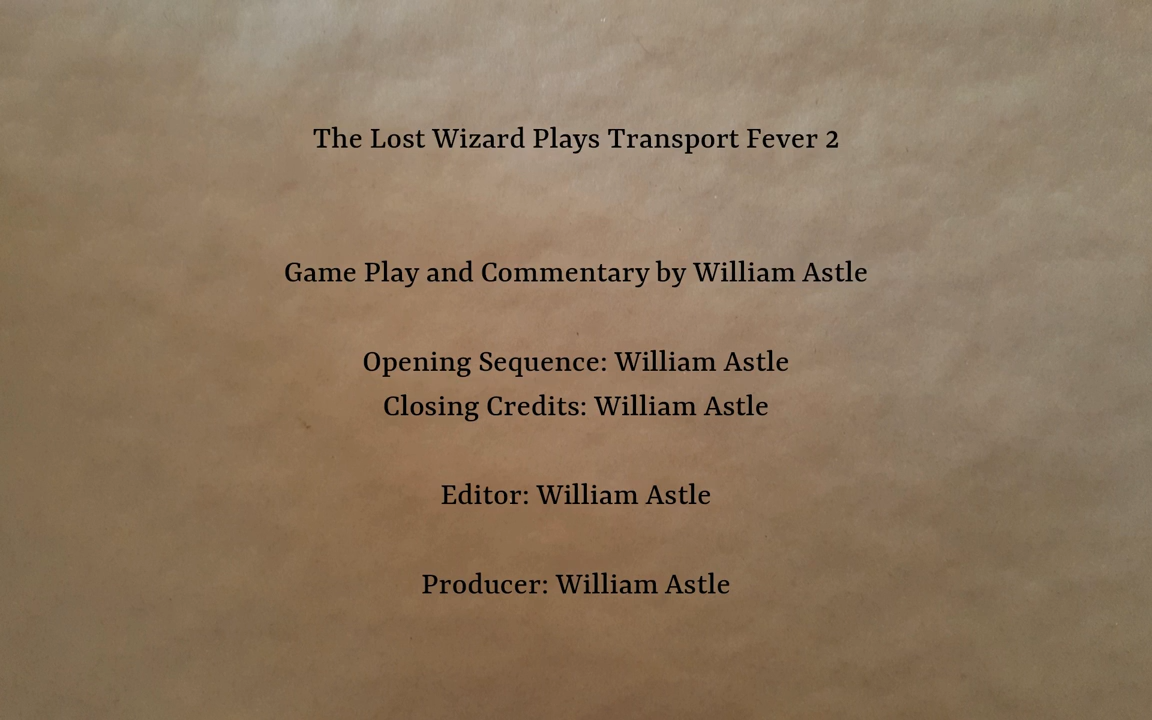 The Lost Wizard Plays Transport Fever 2
Game Play and Commentary by William Astle
Opening Sequence: William Astle
Closing Credits: William Astle
Editor: William Astle
Producer: William Astle